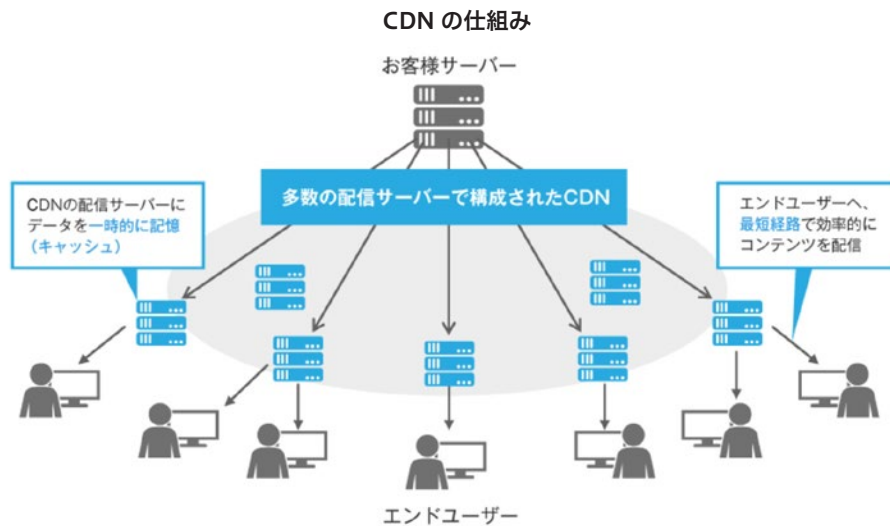 CDN の仕組み
お客様サーバー
多数の配信サーバーで構成されたCDN
CDNの配信サーバーに
データを一時的に記憶
（キャッシュ）
エンドユーザーへ、
最短経路で効率的に
コンテンツを配信
エンドユーザー